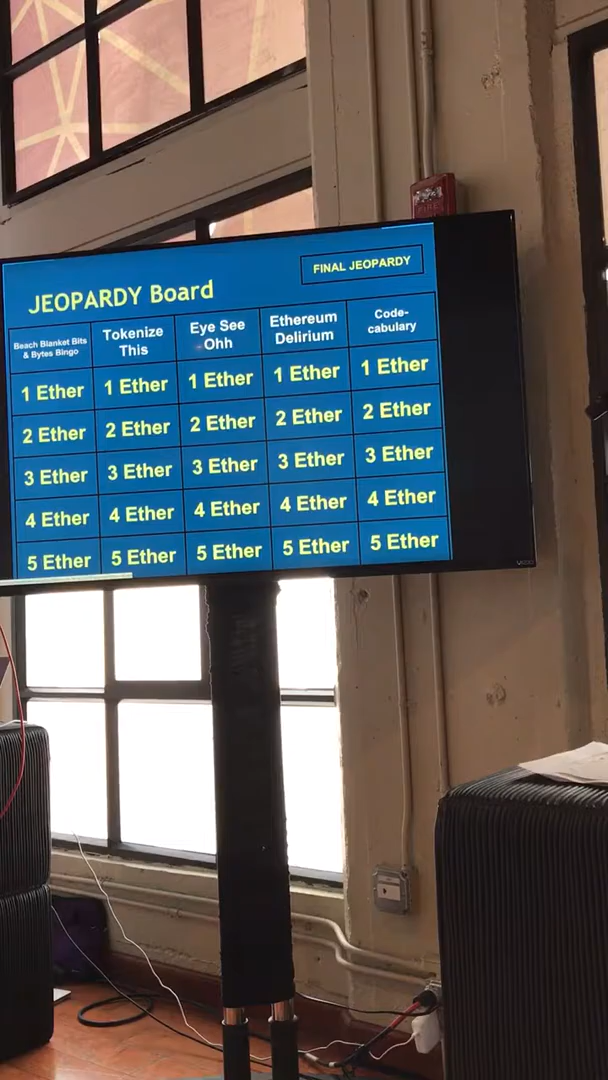 FINAL JEOPARDY
JEOPARDY Board
Beach Blanket Bits
& Bytes Bingo
Tokenize
This
Eye See
Ohh
Ethereum
Delirium
Code-
cabulary
1 Ether 1 Ether 1 Ether 1 Ether 1 Ether
2 Ether 2 Ether 2 Ether 2 Ether 2 Ether
3 Ether 3 Ether 3 Ether 3 Ether 3 Ether
4 Ether 4 Ether 4 Ether 4 Ether 4 Ether
5 Ether 5 Ether 5 Ether 5 Ether 5 Ether
FIRE